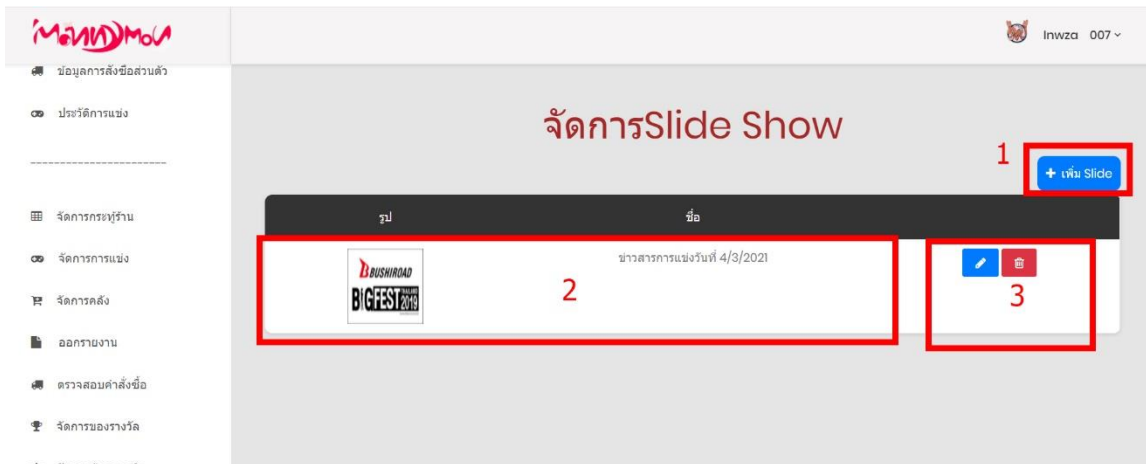 Inwza 007
ข้อมูลการสั่งซื้อส่วนตัว
ประวัติการแข่ง
-----------------------
จัดการกระทู้ร้าน
จัดการการแข่ง
จัดการคลัง
ออกรายงาน
ตรวจสอบคำสั่งซื้อ
จัดการของรางวัล
จัดการSlide Show
1
+ เพิ่ม Slide
รูป ชื่อ
BUSHIROAD
BIGFEST THAILAND 2019
ข่าวสารการแข่งวันที่ 4/3/2021
2
3